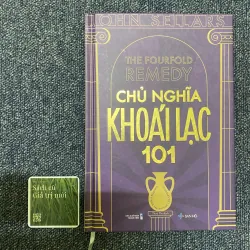 JOHN SELLARS
THE FOURFOLD
REMEDY
CHỦ NGHĨA
KHOÁI LẠC
101
Sách cũ
Giá trị mới